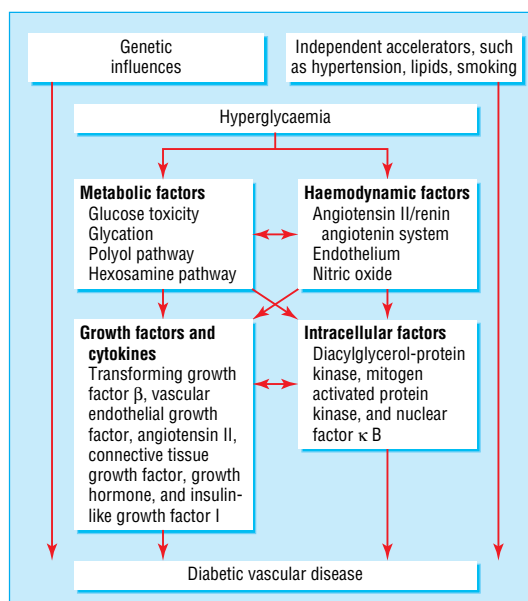 Genetic
influences
Independent accelerators, such
as hypertension, lipids, smoking
Hyperglycaemia
Metabolic factors
Glucose toxicity
Glycation
Polyol pathway
Hexosamine pathway
Haemodynamic factors
Angiotensin II/renin
angiotenin system
Endothelium
Nitric oxide
Growth factors and
cytokines
Transforming growth
factor β, vascular
endothelial growth
factor, angiotensin II,
connective tissue
growth factor, growth
hormone, and insulin-
like growth factor I
Intracellular factors
Diacylglycerol-protein
kinase, mitogen
activated protein
kinase, and nuclear
factor κ B
Diabetic vascular disease